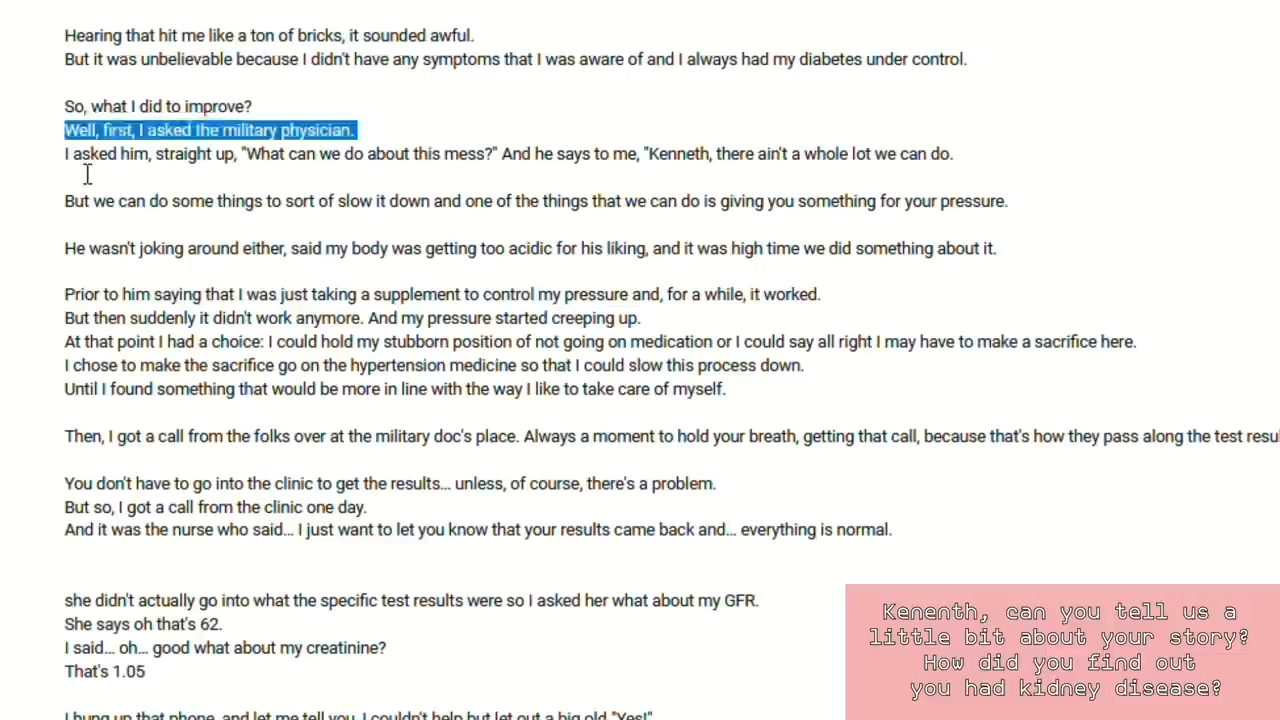 Hearing that hit me like a ton of bricks, it sounded awful.
But it was unbelievable because I didn't have any symptoms that I was aware of and I always had my diabetes under control.
So, what I did to improve?
Well, first, I asked the military physician.
I asked him, straight up, "What can we do about this mess?" And he says to me, "Kenneth, there ain't a whole lot we can do.
But we can do some things to sort of slow it down and one of the things that we can do is giving you something for your pressure.
He wasn't joking around either, said my body was getting too acidic for his liking, and it was high time we did something about it.
Prior to him saying that I was just taking a supplement to control my pressure and, for a while, it worked.
But then suddenly it didn't work anymore. And my pressure started creeping up.
At that point I had a choice: I could hold my stubborn position of not going on medication or I could say all right I may have to make a sacrifice here.
I chose to make the sacrifice go on the hypertension medicine so that I could slow this process down.
Until I found something that would be more in line with the way I like to take care of myself.
Then, I got a call from the folks over at the military doc's place. Always a moment to hold your breath, getting that call, because that's how they pass along the test resu
You don't have to go into the clinic to get the results... unless, of course, there's a problem.
But so, I got a call from the clinic one day.
And it was the nurse who said... I just want to let you know that your results came back and... everything is normal.
she didn't actually go into what the specific test results were so I asked her what about my GFR.
She says oh that's 62.
I said... oh... good what about my creatinine?
That's 1.05
I hung up that phone, and let me tell you, I couldn't help but let out a big old "Yes!"
Kenenth, can you tell us a
little bit about your story?
How did you find out
you had kidney disease?